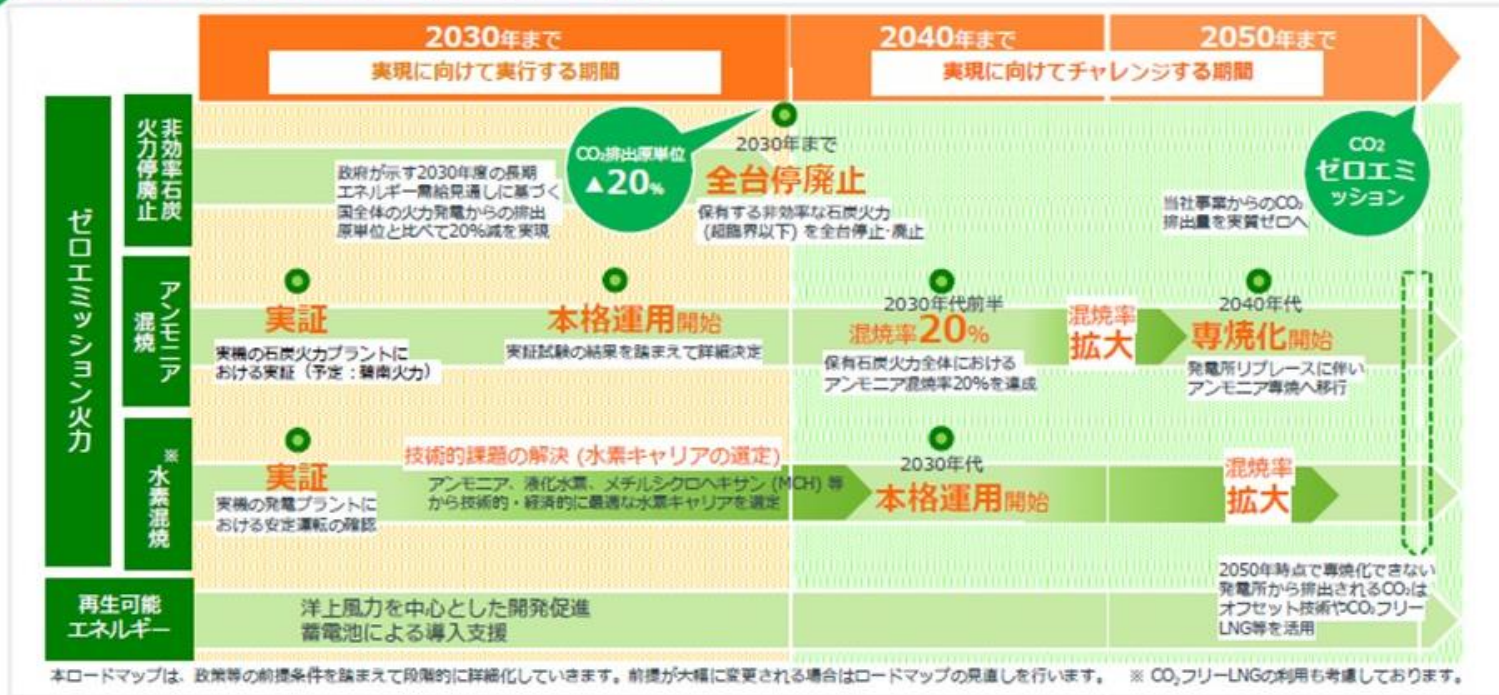 2030年まで
実現に向けて実行する期間
2040年まで
2050年まで
実現に向けてチャレンジする期間
ゼロエミッション火力
非効率石炭
火力停廃止
政府が示す2030年度の長期
エネルギー需給見通しに基づく
国全体の火力発電からの排出
原単位と比べて20%減を実現
CO₂排出原単位
▲20%
2030年まで
全台停廃止
保有する非効率な石炭火力
(超臨界以下) を全台停止・廃止
当社事業からのCO₂
排出量を実質ゼロへ
CO₂
ゼロエミ
ッション
アンモニア
混焼
実証
実機の石炭火力プラントに
おける実証（予定：碧南火力）
本格運用開始
実証試験の結果を踏まえて詳細決定
2030年代前半
混焼率20%
保有石炭火力全体における
アンモニア混焼率20%を達成
混焼率
拡大
2040年代
専焼化開始
発電所リプレースに伴い
アンモニア専焼へ移行
※
水素混焼
実証
実機の発電プラントに
おける安定運転の確認
技術的課題の解決 (水素キャリアの選定)
アンモニア、液化水素、メチルシクロヘキサン (MCH) 等
から技術的・経済的に最適な水素キャリアを選定
2030年代
本格運用開始
混焼率
拡大
再生可能
エネルギー
洋上風力を中心とした開発促進
蓄電池による導入支援
2050年時点で専焼化できない
発電所から排出されるCO₂は
オフセット技術やCO₂フリー
LNG等を活用
本ロードマップは、政策等の前提条件を踏まえて段階的に詳細化していきます。前提が大幅に変更される場合はロードマップの見直しを行います。 ※ CO₂フリーLNGの利用も考慮しております。